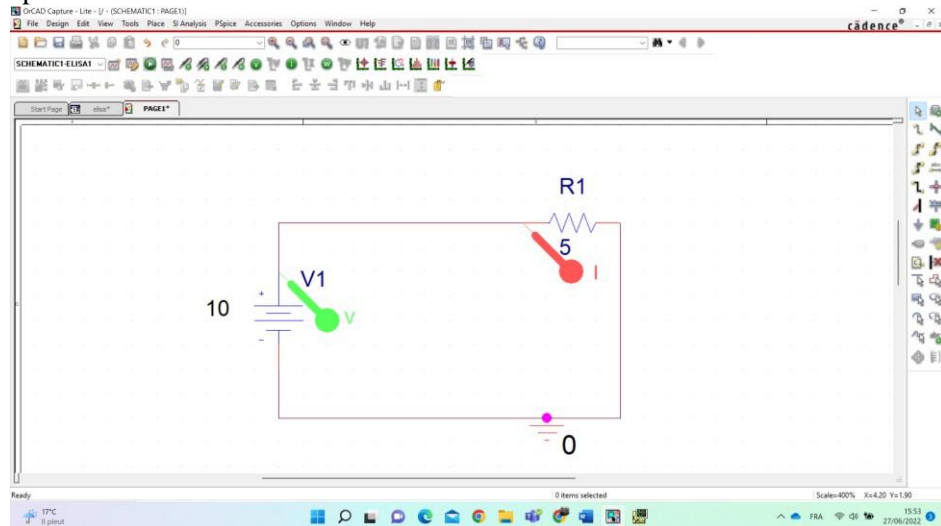 OrCAD Capture - Lite - [/ - (SCHEMATIC1 : PAGE1)]
File Design Edit View Tools Place SI Analysis PSpice Accessories Options Window Help
cādence®
0
SCHEMATIC1-ELISA1
Start Page
elisa*
PAGE1*
R1
5
I
V1
10
+
V
-
0
Ready
0 items selected
Scale=400% X=4.20 Y=1.90
17°C
Il pleut
FRA
15:53
27/06/2022